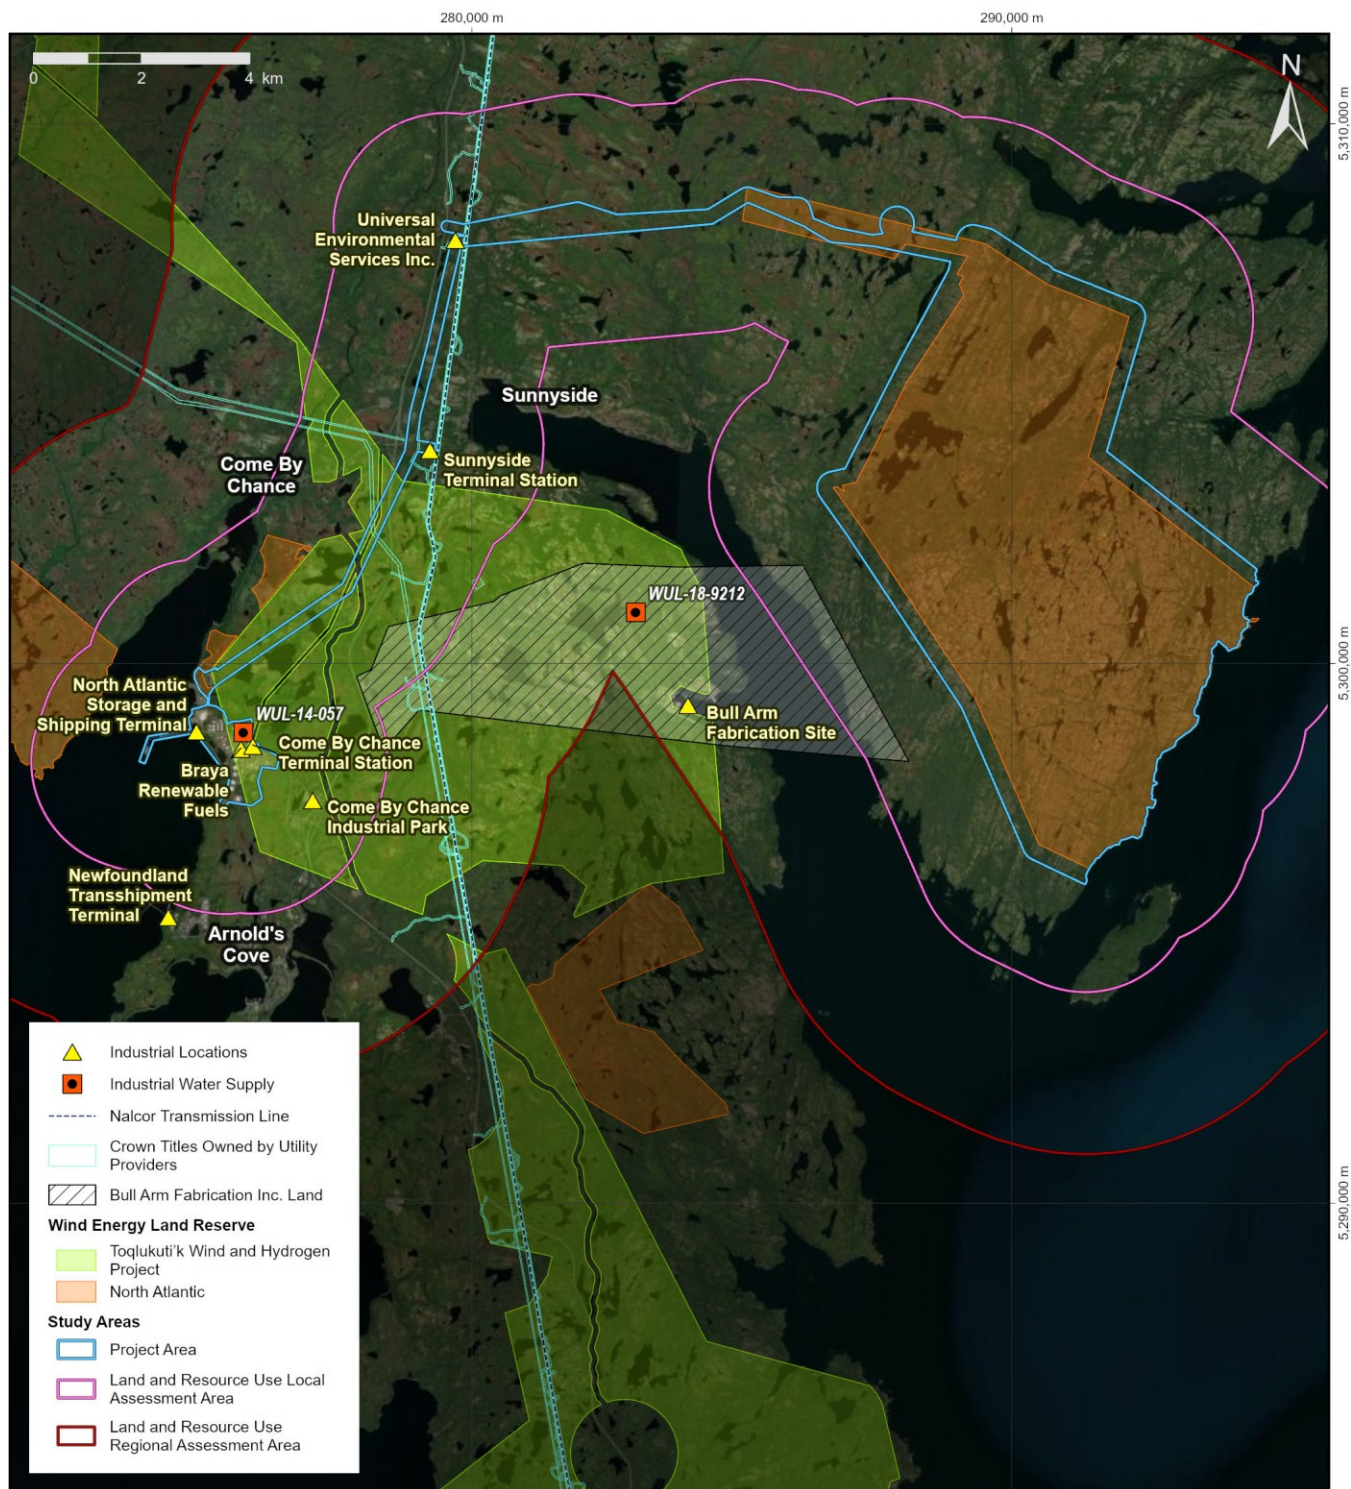 280,000 m
290,000 m
0 2 4 km
N
5,310,000 m
Universal
Environmental
Services Inc.
Sunnyside
Come By
Chance
Sunnyside
Terminal Station
WUL-18-9212
5,300,000 m
North Atlantic
Storage and
Shipping Terminal
WUL-14-057
Bull Arm
Fabrication Site
Come By Chance
Terminal Station
Braya
Renewable
Fuels
Come By Chance
Industrial Park
Newfoundland
Transshipment
Terminal
Arnold's
Cove
5,290,000 m
Industrial Locations
Industrial Water Supply
Nalcor Transmission Line
Crown Titles Owned by Utility
Providers
Bull Arm Fabrication Inc. Land
Wind Energy Land Reserve
Toqlukuti'k Wind and Hydrogen
Project
North Atlantic
Study Areas
Project Area
Land and Resource Use Local
Assessment Area
Land and Resource Use
Regional Assessment Area